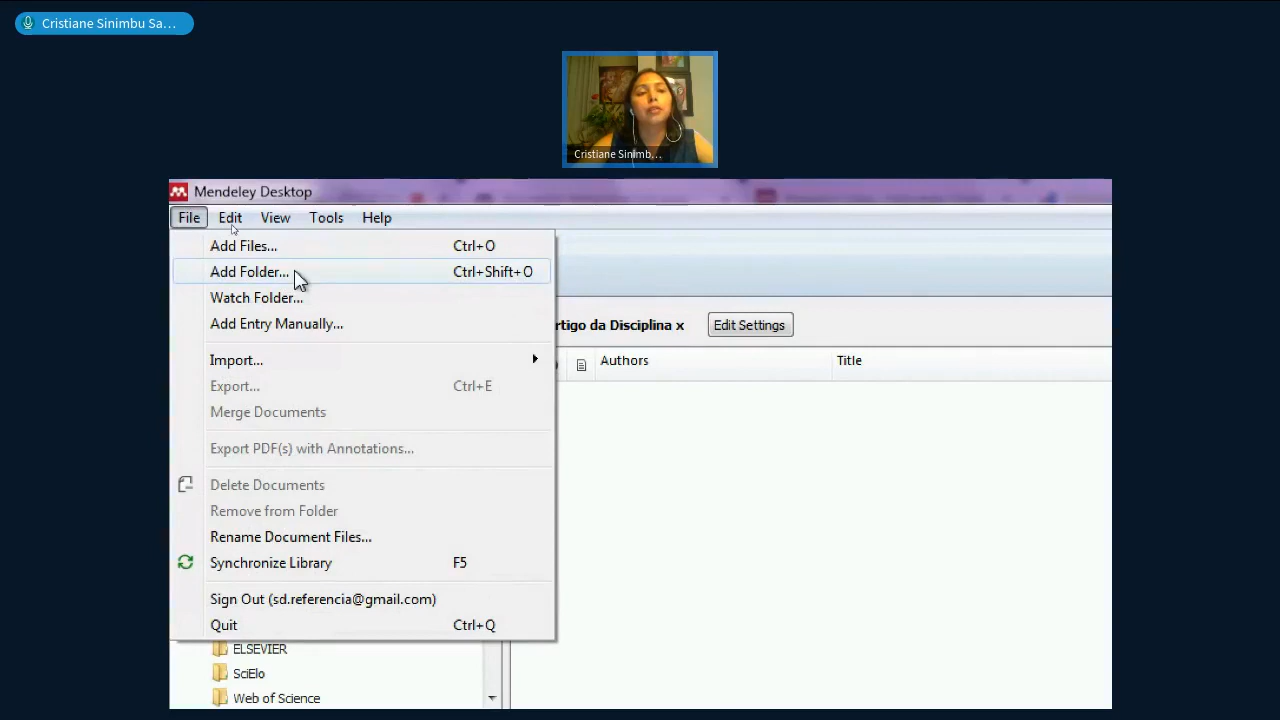 Cristiane Sinimbu Sa...
Cristiane Sinimb...
Mendeley Desktop
File Edit View Tools Help
Add Files... Ctrl+O
Add Folder... Ctrl+Shift+O
Watch Folder...
Add Entry Manually...
rtigo da Disciplina x Edit Settings
Import...
Authors Title
Export... Ctrl+E
Merge Documents
Export PDF(s) with Annotations...
Delete Documents
Remove from Folder
Rename Document Files...
Synchronize Library F5
Sign Out (sd.referencia@gmail.com)
Quit Ctrl+Q
ELSEVIER
SciElo
Web of Science